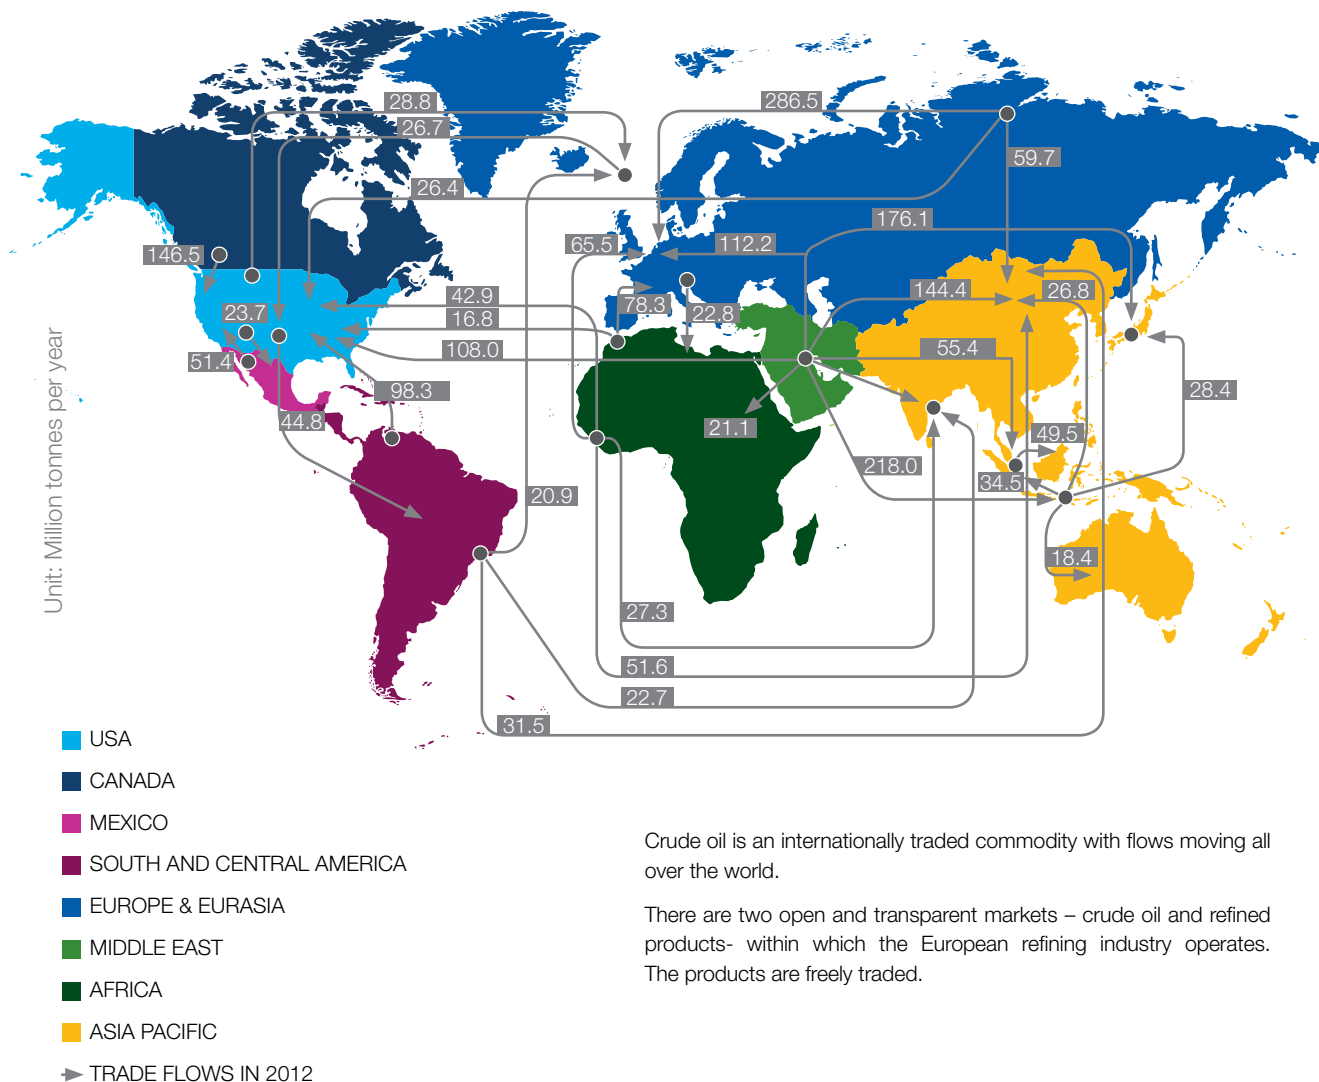 28.8
286.5
26.7
59.7
26.4
176.1
65.5
112.2
146.5
144.4
26.8
42.9
78.3
23.7
22.8
16.8
108.0
55.4
51.4
98.3
28.4
44.8
21.1
49.5
218.0
34.5
20.9
18.4
27.3
51.6
22.7
31.5
Unit: Million tonnes per year
USA
CANADA
MEXICO
SOUTH AND CENTRAL AMERICA
EUROPE & EURASIA
MIDDLE EAST
AFRICA
ASIA PACIFIC
TRADE FLOWS IN 2012
Crude oil is an internationally traded commodity with flows moving all
over the world.
There are two open and transparent markets – crude oil and refined
products- within which the European refining industry operates.
The products are freely traded.